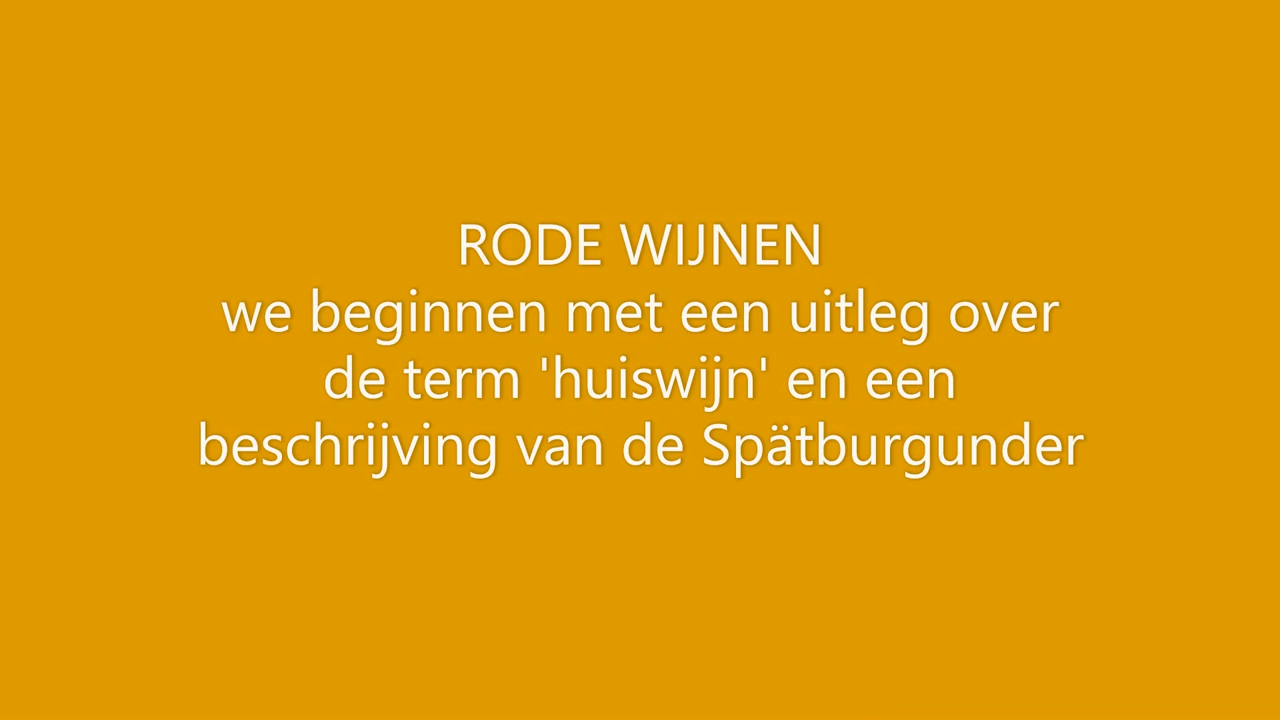 RODE WIJNEN
we beginnen met een uitleg over
de term 'huiswijn' en een
beschrijving van de Spätburgunder